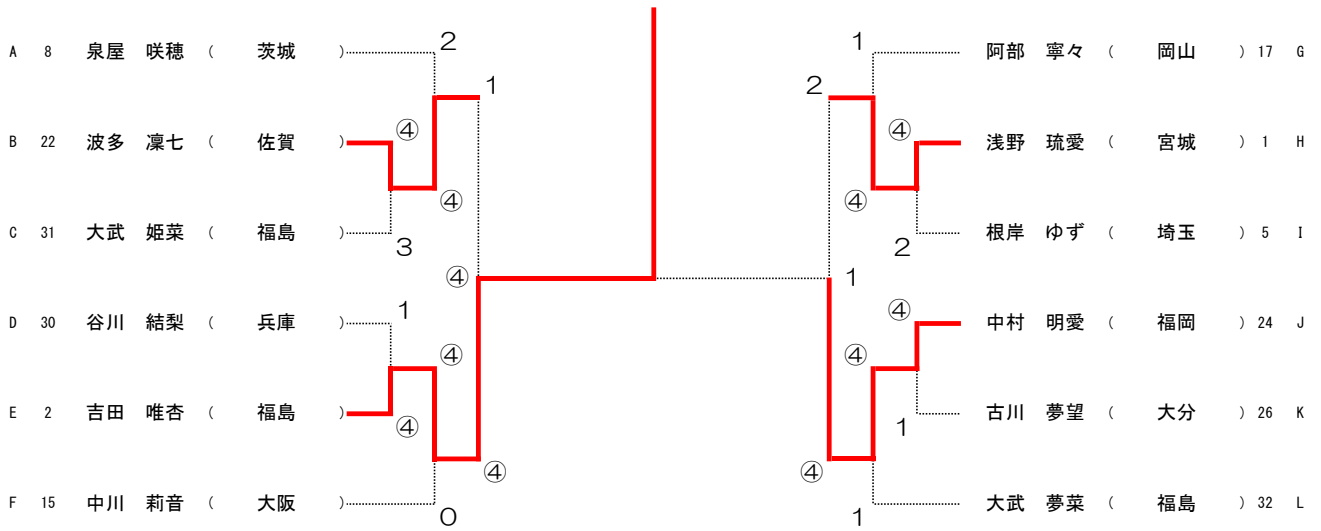 2 1
A 8 泉屋 咲穂 ( 茨城 ) 阿部 寧々 ( 岡山 ) 17 G
1 2
④ ④
B 22 波多 凜七 ( 佐賀 ) 浅野 琉愛 ( 宮城 ) 1 H
④ ④
C 31 大武 姫菜 ( 福島 ) 根岸 ゆず ( 埼玉 ) 5 I
3 2
④ 1
1 ④
D 30 谷川 結梨 ( 兵庫 ) 中村 明愛 ( 福岡 ) 24 J
④ ④
E 2 吉田 唯杏 ( 福島 ) 古川 夢望 ( 大分 ) 26 K
④ 1
④ ④
F 15 中川 莉音 ( 大阪 ) 大武 夢菜 ( 福島 ) 32 L
0 1